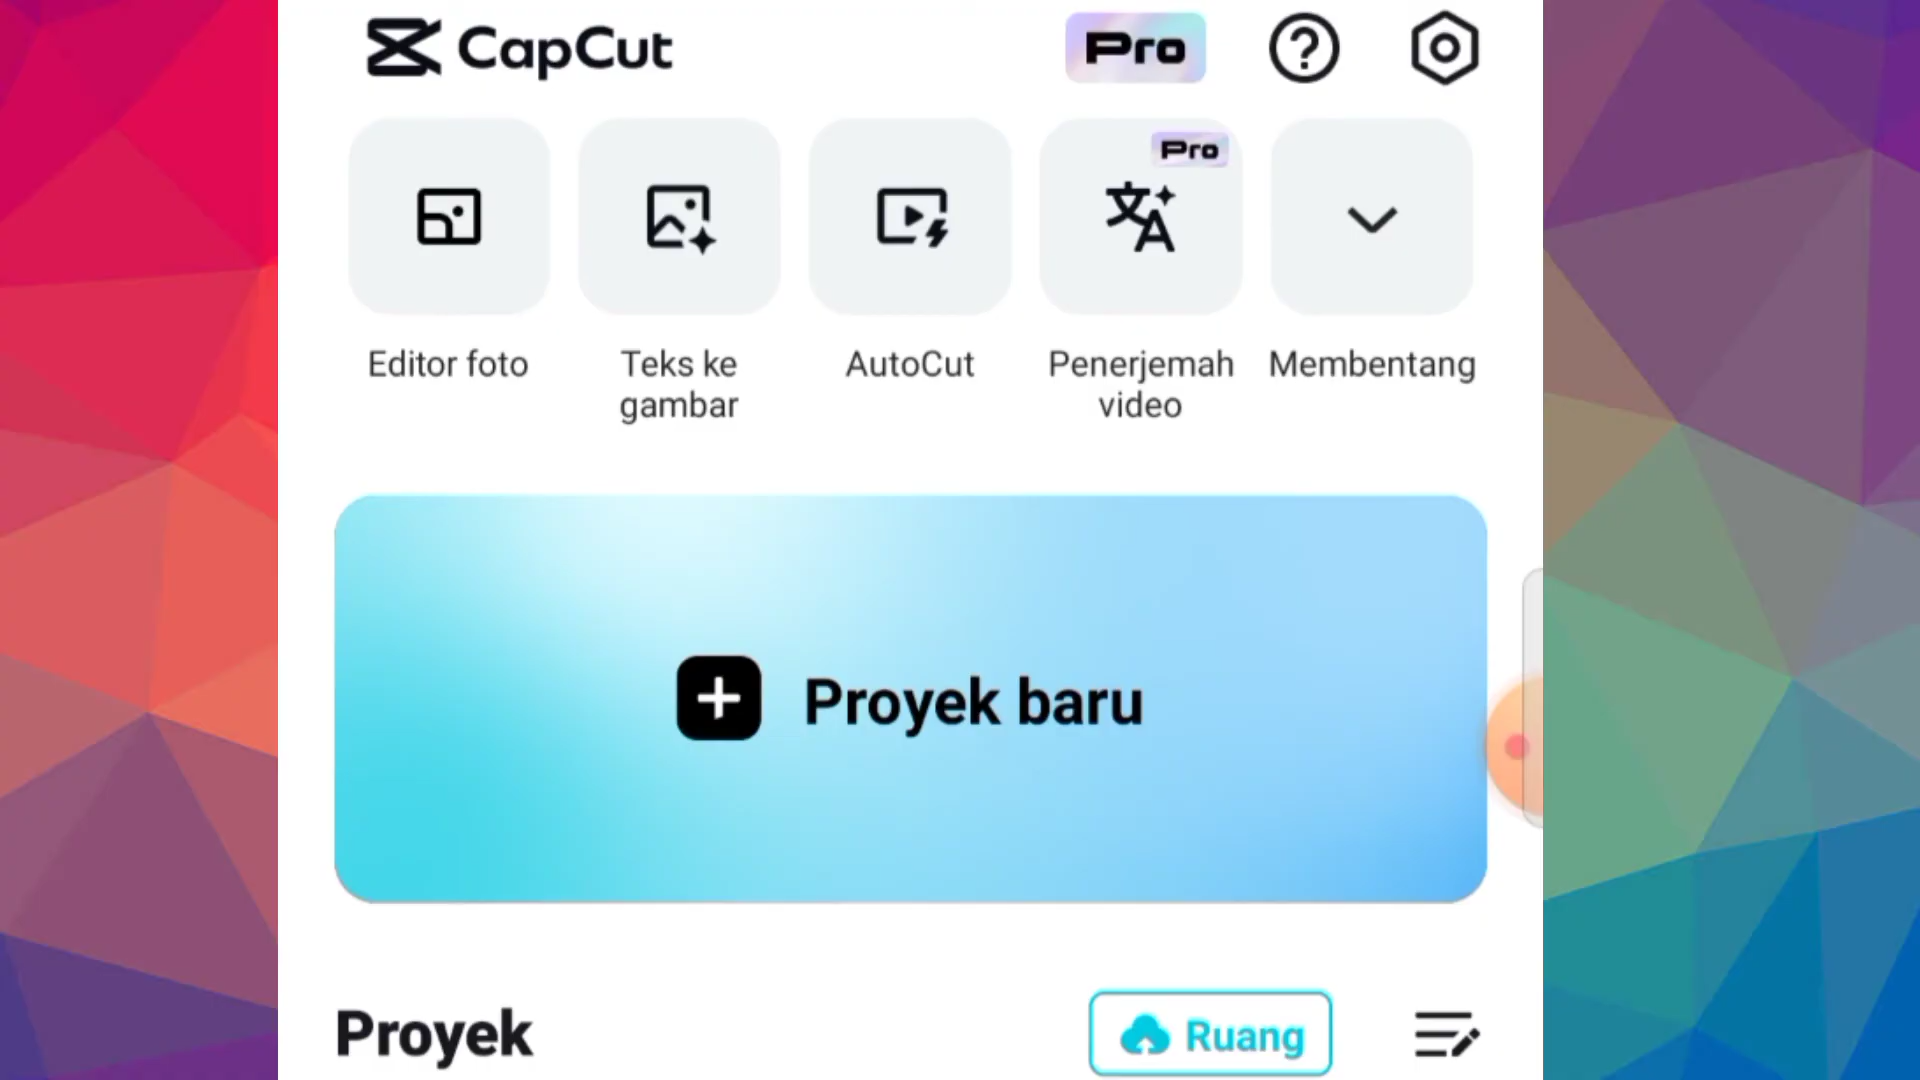 CapCut
Pro
Pro
Editor foto
Teks ke
gambar
AutoCut
Penerjemah
video
Membentang
Proyek baru
Proyek
Ruang